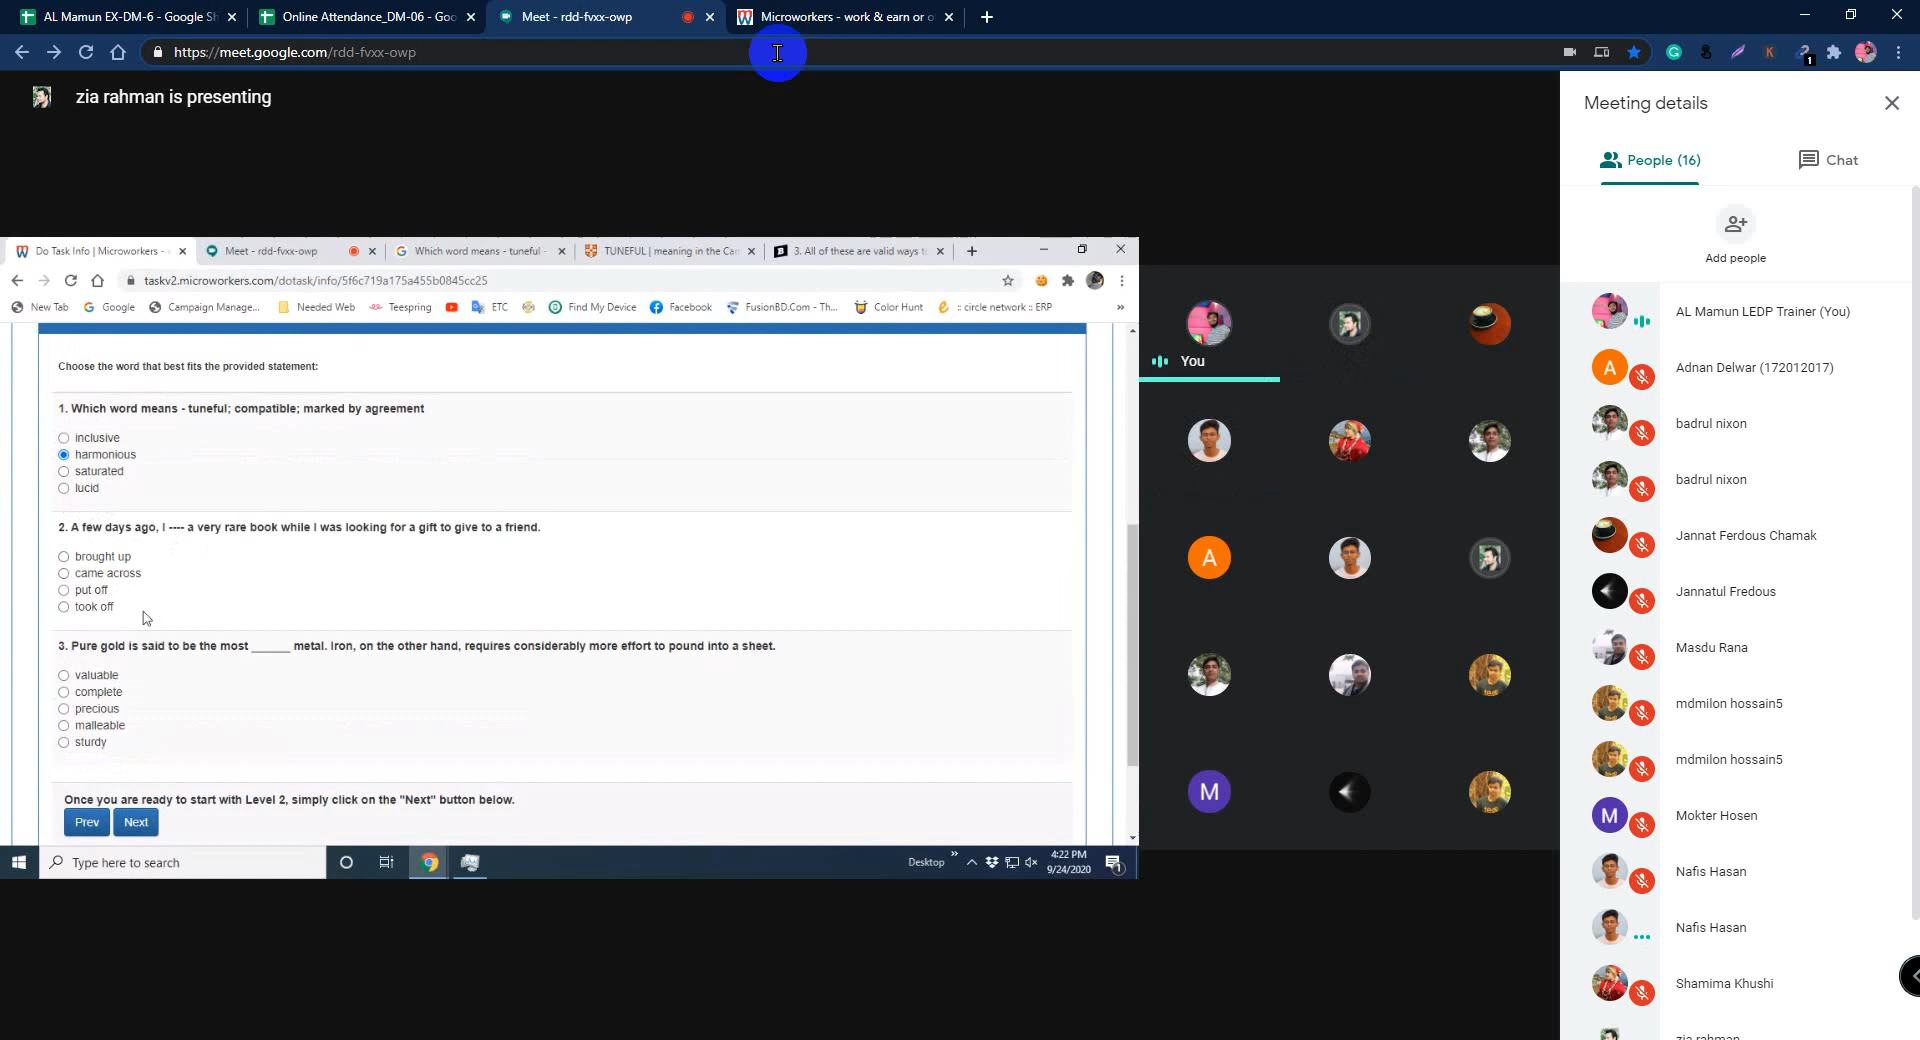 AL Mamun EX-DM-6 - Google Sh
Online Attendance_DM-06 - Goo
Meet - rdd-fvxx-owp
Microworkers - work & earn or o
https://meet.google.com/rdd-fvxx-owp
1
zia rahman is presenting
Meeting details
People (16)
Chat
Add people
AL Mamun LEDP Trainer (You)
A
Adnan Delwar (172012017)
badrul nixon
badrul nixon
Jannat Ferdous Chamak
Jannatul Fredous
Masdu Rana
mdmilon hossain5
mdmilon hossain5
M
Mokter Hosen
Nafis Hasan
Nafis Hasan
Shamima Khushi
zia rahman
Do Task Info | Microworkers -
Meet - rdd-fvxx-owp
Which word means - tuneful -
TUNEFUL | meaning in the Cam
3. All of these are valid ways t
taskv2.microworkers.com/dotask/info/5f6c719a175a455b0845cc25
New Tab
Google
Campaign Manage...
Needed Web
Teespring
ETC
Find My Device
Facebook
FusionBD.Com - Th...
Color Hunt
:: circle network :: ERP
»
Choose the word that best fits the provided statement:
1. Which word means - tuneful; compatible; marked by agreement
inclusive
harmonious
saturated
lucid
2. A few days ago, I ---- a very rare book while I was looking for a gift to give to a friend.
brought up
came across
put off
took off
3. Pure gold is said to be the most ______ metal. Iron, on the other hand, requires considerably more effort to pound into a sheet.
valuable
complete
precious
malleable
sturdy
Once you are ready to start with Level 2, simply click on the "Next" button below.
Prev
Next
Type here to search
Desktop
»
4:22 PM
9/24/2020
1
You
A
M